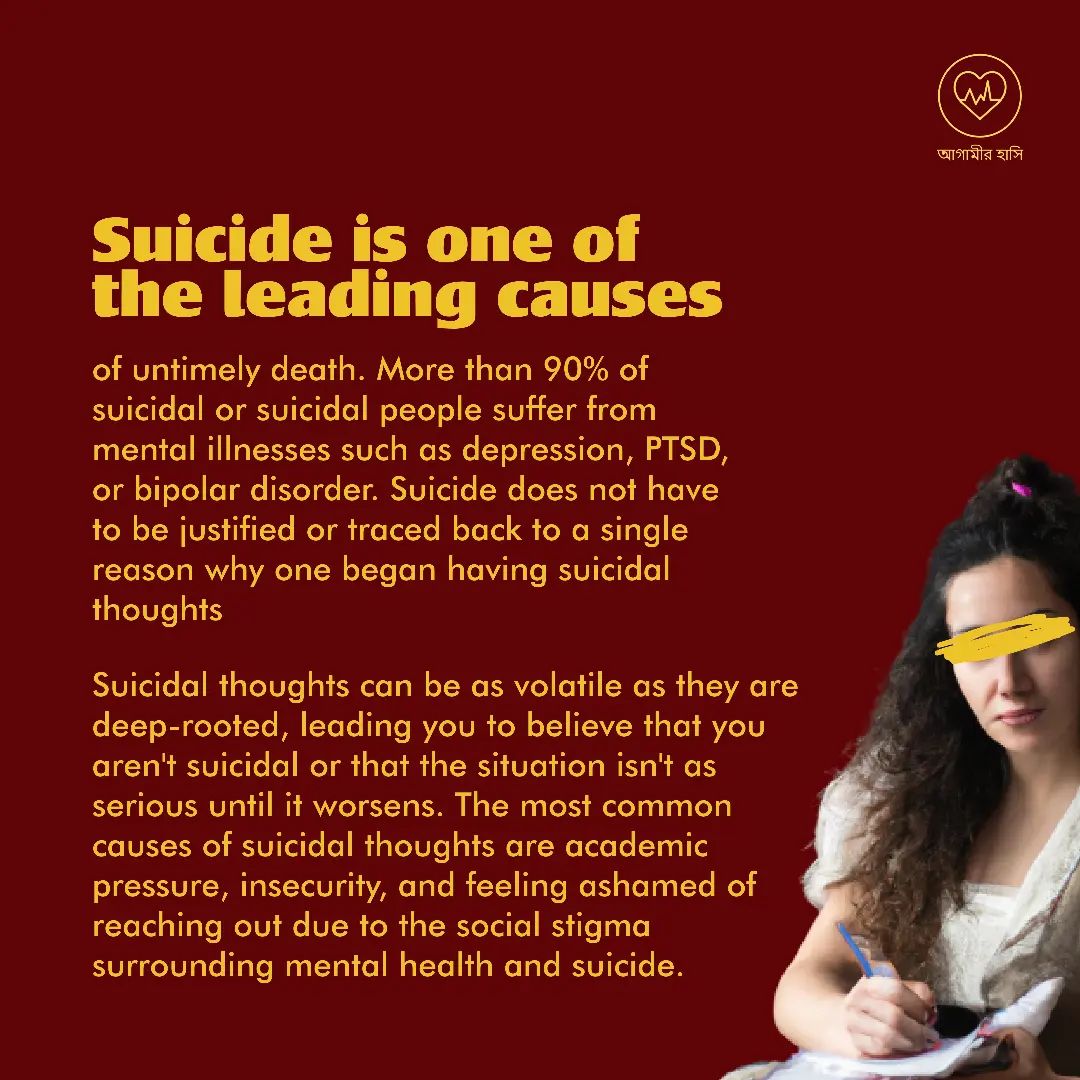 আগামীর হাসি
Suicide is one of
the leading causes
of untimely death. More than 90% of
suicidal or suicidal people suffer from
mental illnesses such as depression, PTSD,
or bipolar disorder. Suicide does not have
to be justified or traced back to a single
reason why one began having suicidal
thoughts
Suicidal thoughts can be as volatile as they are
deep-rooted, leading you to believe that you
aren't suicidal or that the situation isn't as
serious until it worsens. The most common
causes of suicidal thoughts are academic
pressure, insecurity, and feeling ashamed of
reaching out due to the social stigma
surrounding mental health and suicide.